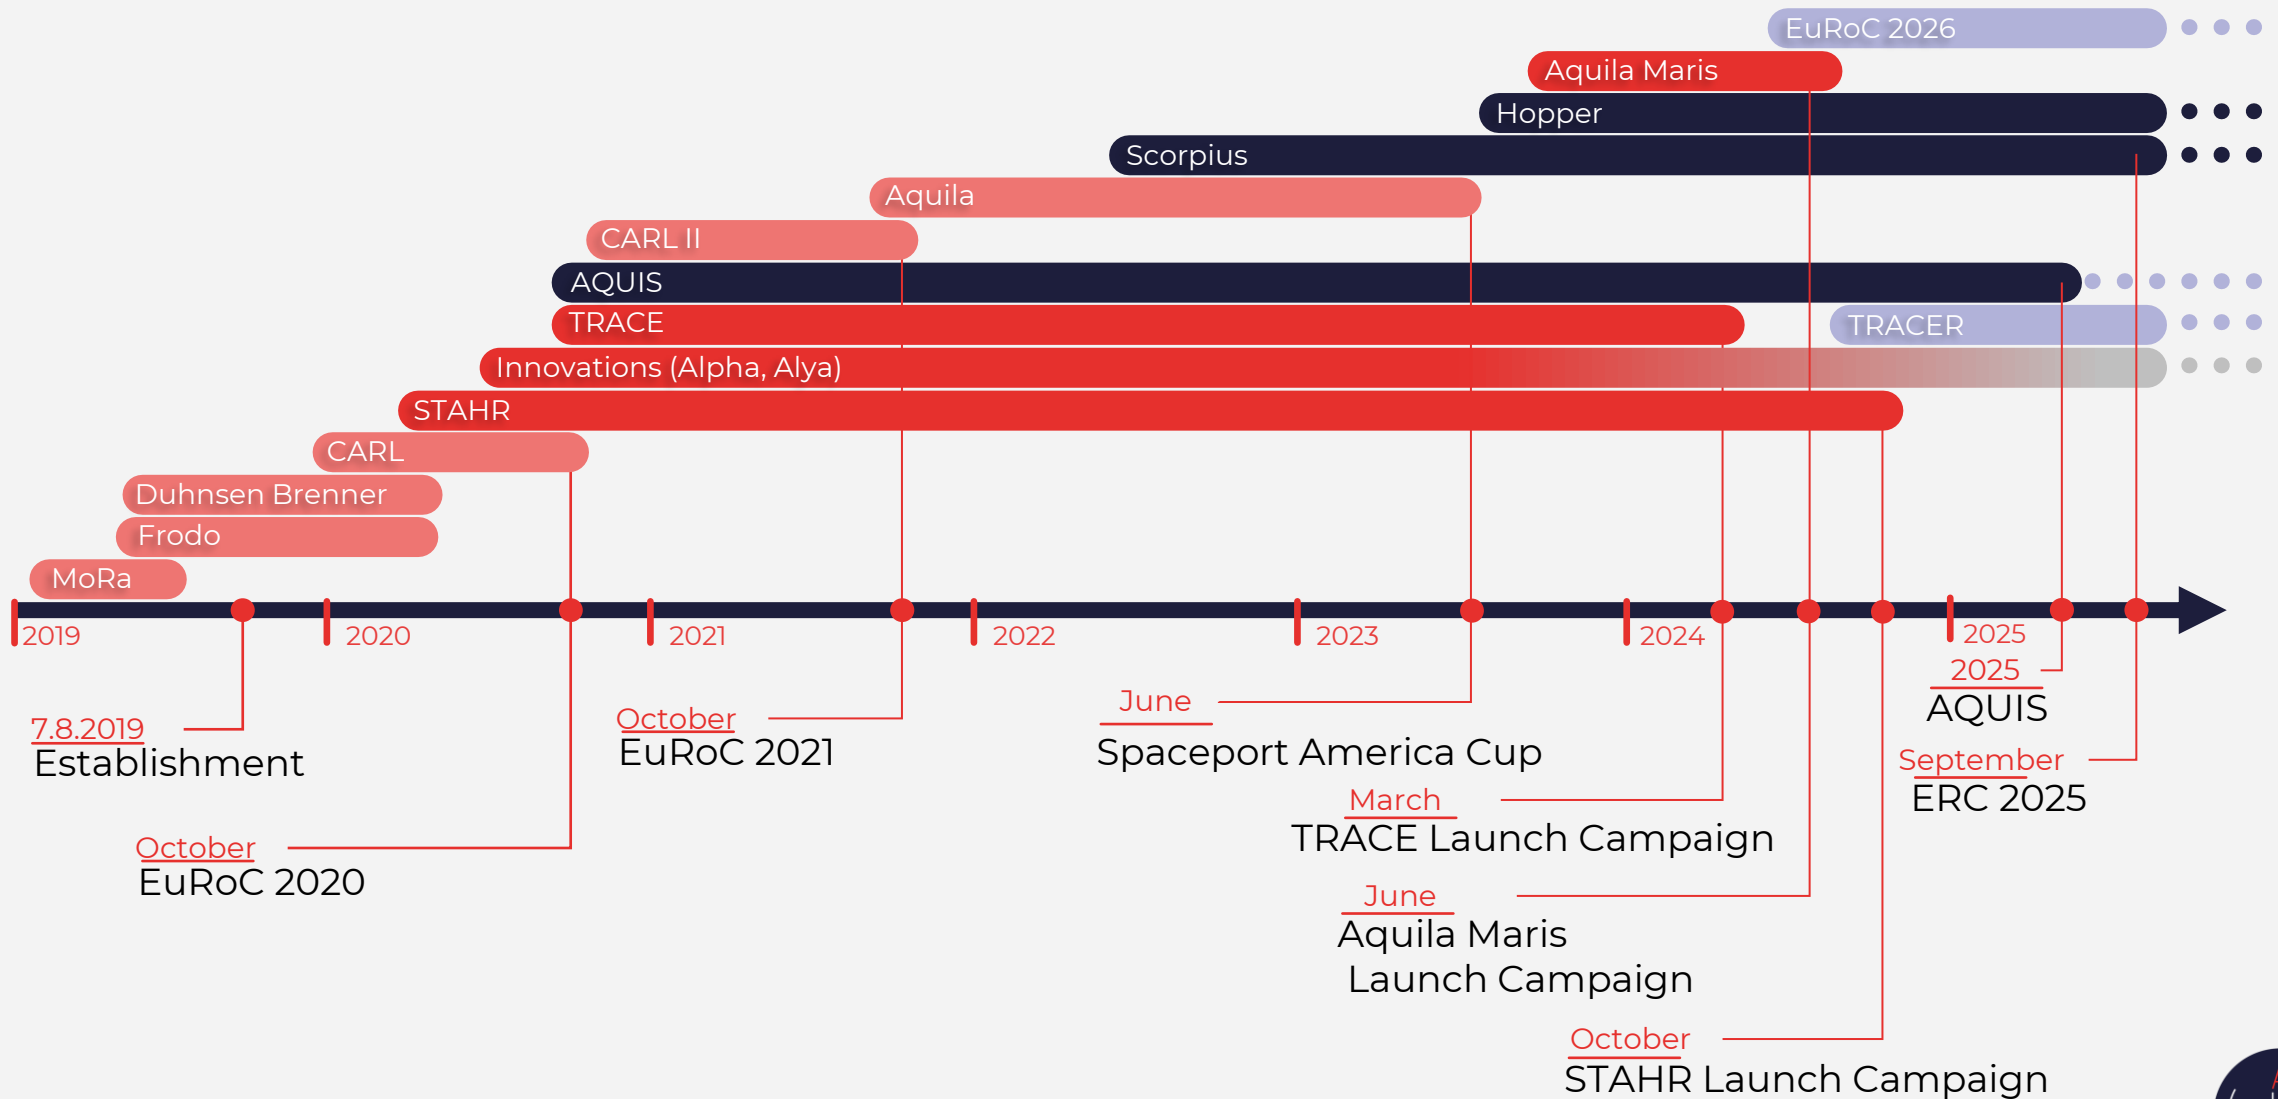 EuRoC 2026
Aquila Maris
Hopper
Scorpius
Aquila
CARL II
AQUIS
TRACE
TRACER
Innovations (Alpha, Alya)
STAHR
CARL
Duhnsen Brenner
Frodo
MoRa
2019
2020
2021
2022
2023
2024
2025
7.8.2019
Establishment
October
EuRoC 2020
October
EuRoC 2021
June
Spaceport America Cup
March
TRACE Launch Campaign
June
Aquila Maris
Launch Campaign
October
STAHR Launch Campaign
2025
AQUIS
September
ERC 2025